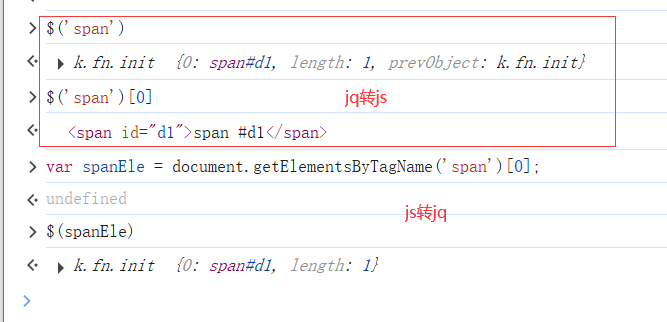 $('span')
k.fn.init {0: span#d1, length: 1, prevObject: k.fn.init}
$('span')[0]
jq转js
<span id="d1">span #d1</span>
var spanEle = document.getElementsByTagName('span')[0];
undefined
js转jq
$(spanEle)
k.fn.init {0: span#d1, length: 1}